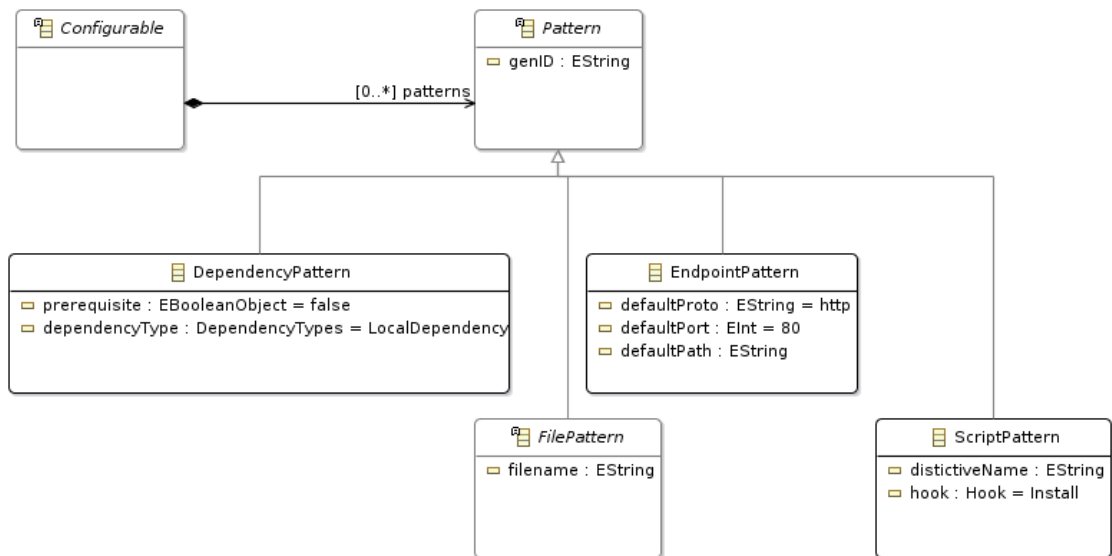 Configurable
Pattern
genID : EString
[0..*] patterns
DependencyPattern
prerequisite : EBooleanObject = false
dependencyType : DependencyTypes = LocalDependency
EndpointPattern
defaultProto : EString = http
defaultPort : EInt = 80
defaultPath : EString
FilePattern
filename : EString
ScriptPattern
distictiveName : EString
hook : Hook = Install